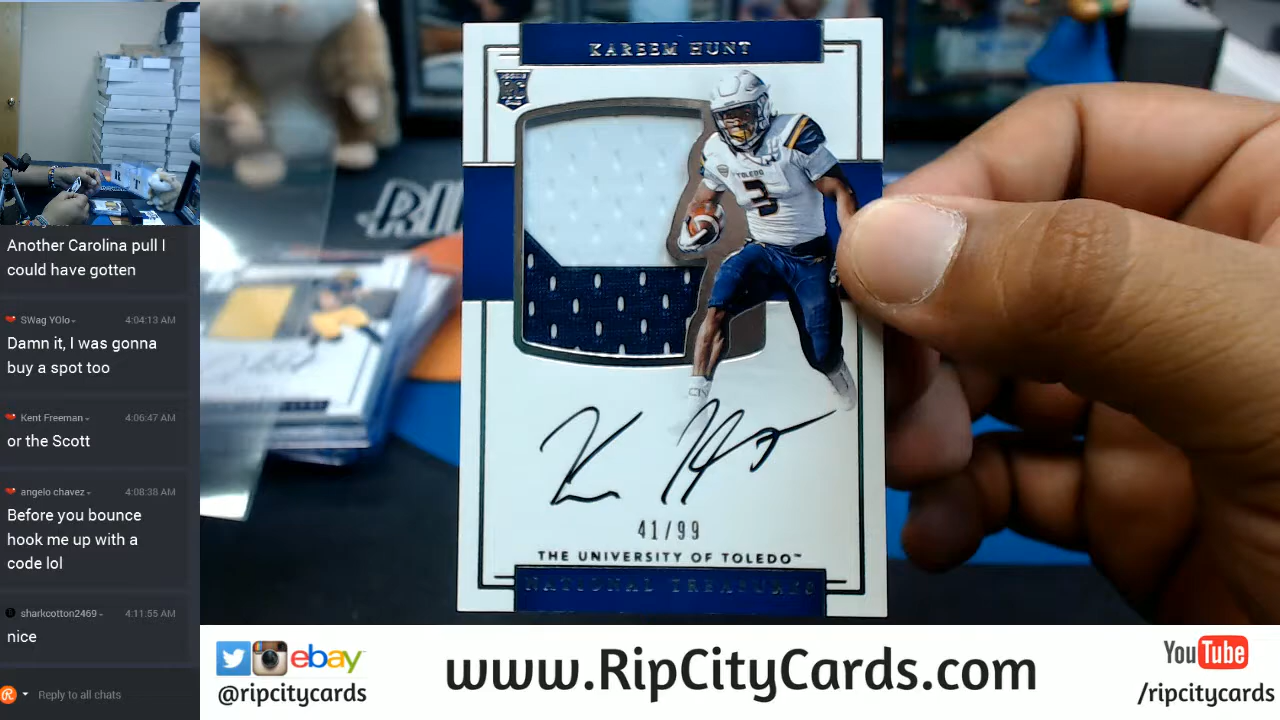 Another Carolina pull I
could have gotten
SWag YOlo
4:04:13 AM
Damn it, I was gonna
buy a spot too
Kent Freeman
4:06:47 AM
or the Scott
angelo chavez
4:08:38 AM
Before you bounce
hook me up with a
code lol
sharkcotton2469
4:11:55 AM
nice
Reply to all chats
KAREEM HUNT
RC
TOLEDO
3
41/99
THE UNIVERSITY OF TOLEDO™
NATIONAL TREASURES
ebay
@ripcitycards
www.RipCityCards.com
YouTube
/ripcitycards